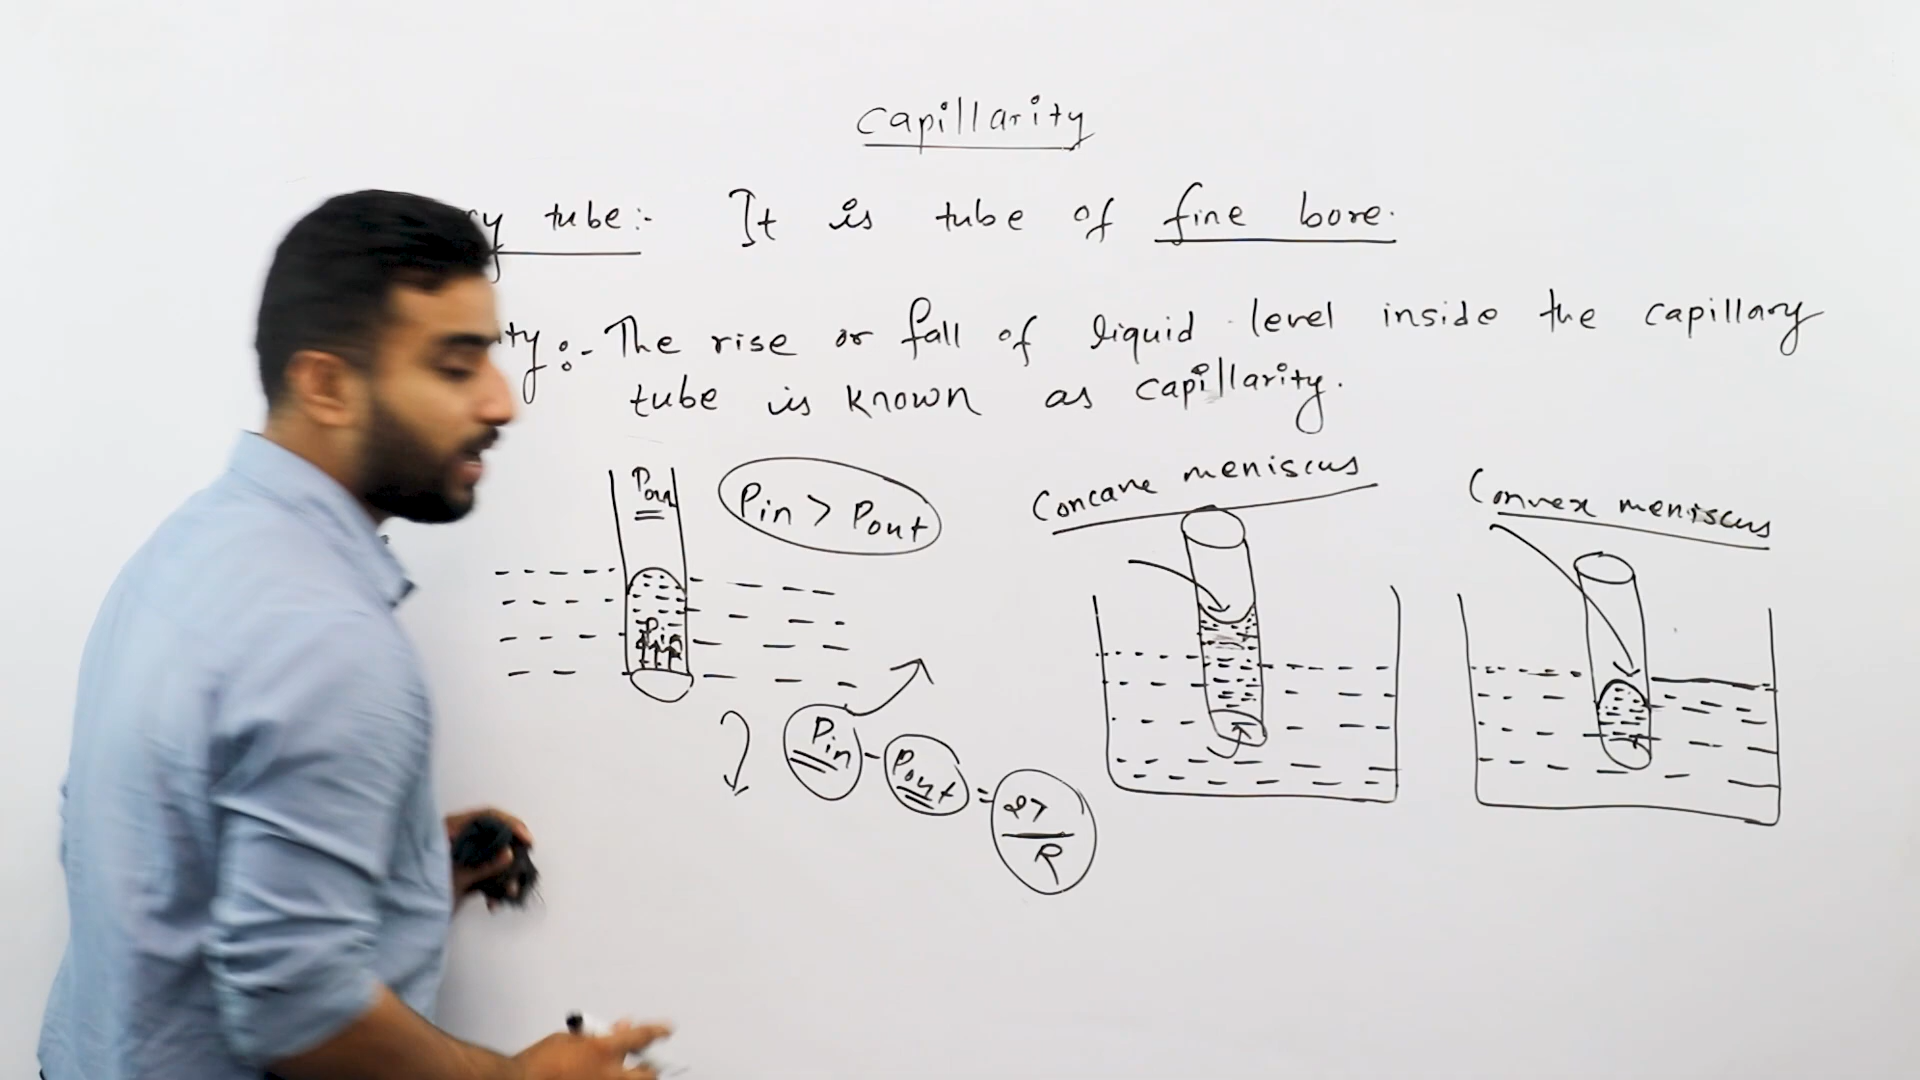 Capillarity
y tube:- It is tube of fine bore.
ity:- The rise or fall of liquid level inside the capillary
tube is known as capillarity.
Pout
Pin > Pout
Concave meniscus
Convex meniscus
Pin
Pin - Pout = 2T
R